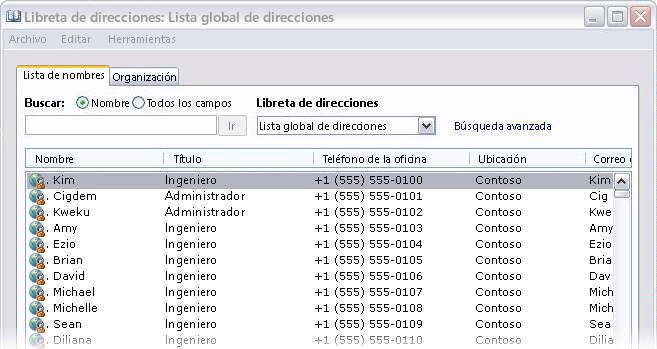 Libreta de direcciones: Lista global de direcciones
Archivo Editar Herramientas
Lista de nombres Organización
Buscar: Nombre Todos los campos Libreta de direcciones
Ir Lista global de direcciones Búsqueda avanzada
Nombre Título Teléfono de la oficina Ubicación Correo
. Kim Ingeniero +1 (555) 555-0100 Contoso Kim
. Cigdem Administrador +1 (555) 555-0101 Contoso Cig
. Kweku Administrador +1 (555) 555-0102 Contoso Kwe
. Amy Ingeniero +1 (555) 555-0103 Contoso Amy
. Ezio Ingeniero +1 (555) 555-0104 Contoso Ezio
. Brian Ingeniero +1 (555) 555-0105 Contoso Brian
. David Ingeniero +1 (555) 555-0106 Contoso Dav
. Michael Ingeniero +1 (555) 555-0107 Contoso Mich
. Michelle Ingeniero +1 (555) 555-0108 Contoso Mich
. Sean Ingeniero +1 (555) 555-0109 Contoso Sean
. Diliana Ingeniero +1 (555) 555-0110 Contoso Dilia